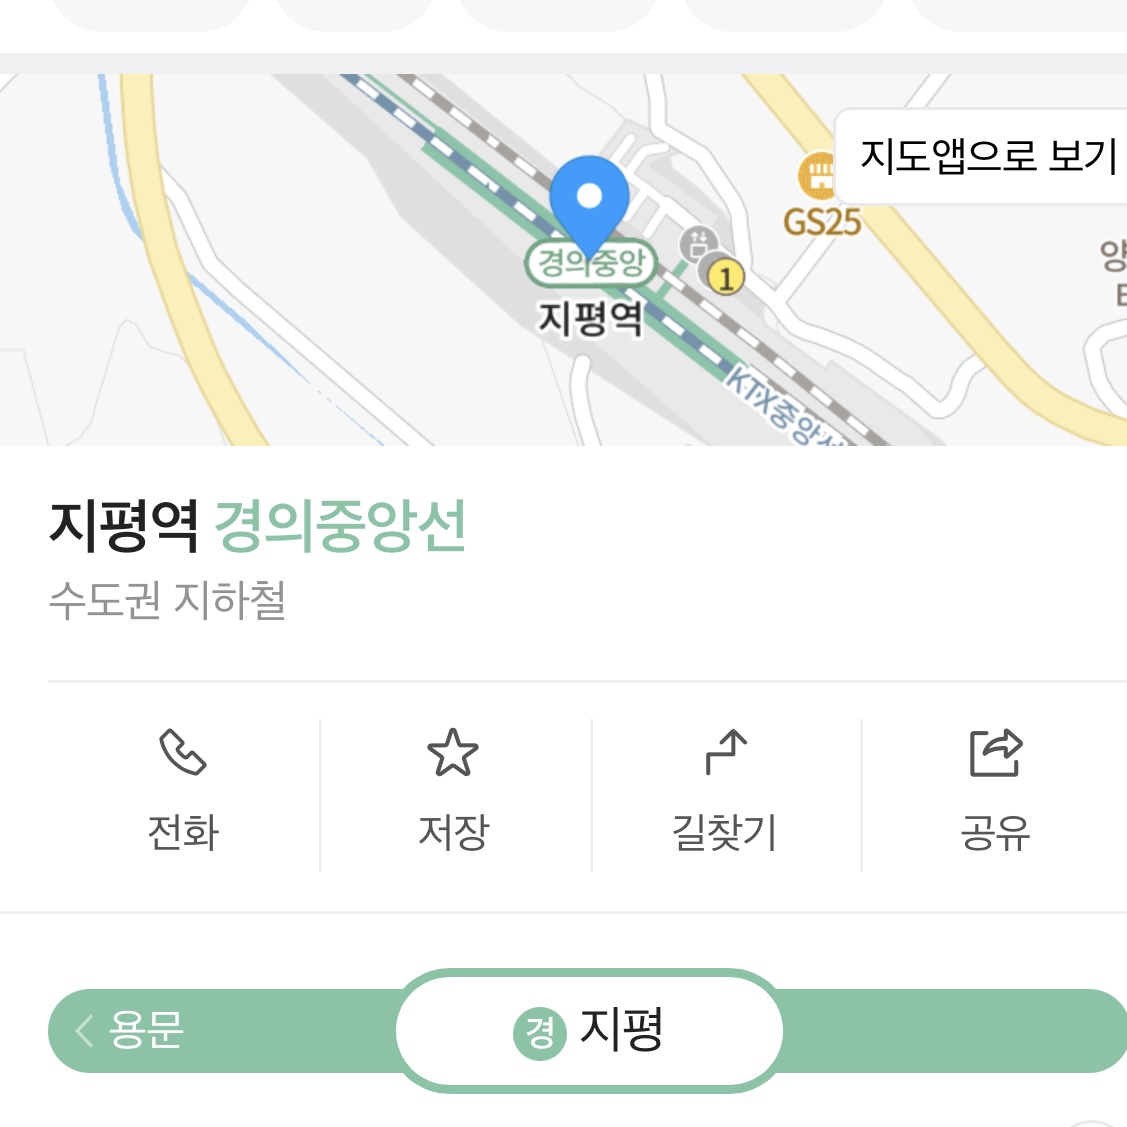 지도앱으로 보기
GS25
양
경의중앙
1
지평역
KTX중앙선
지평역 경의중앙선
수도권 지하철
전화
저장
길찾기
공유
용문
경 지평